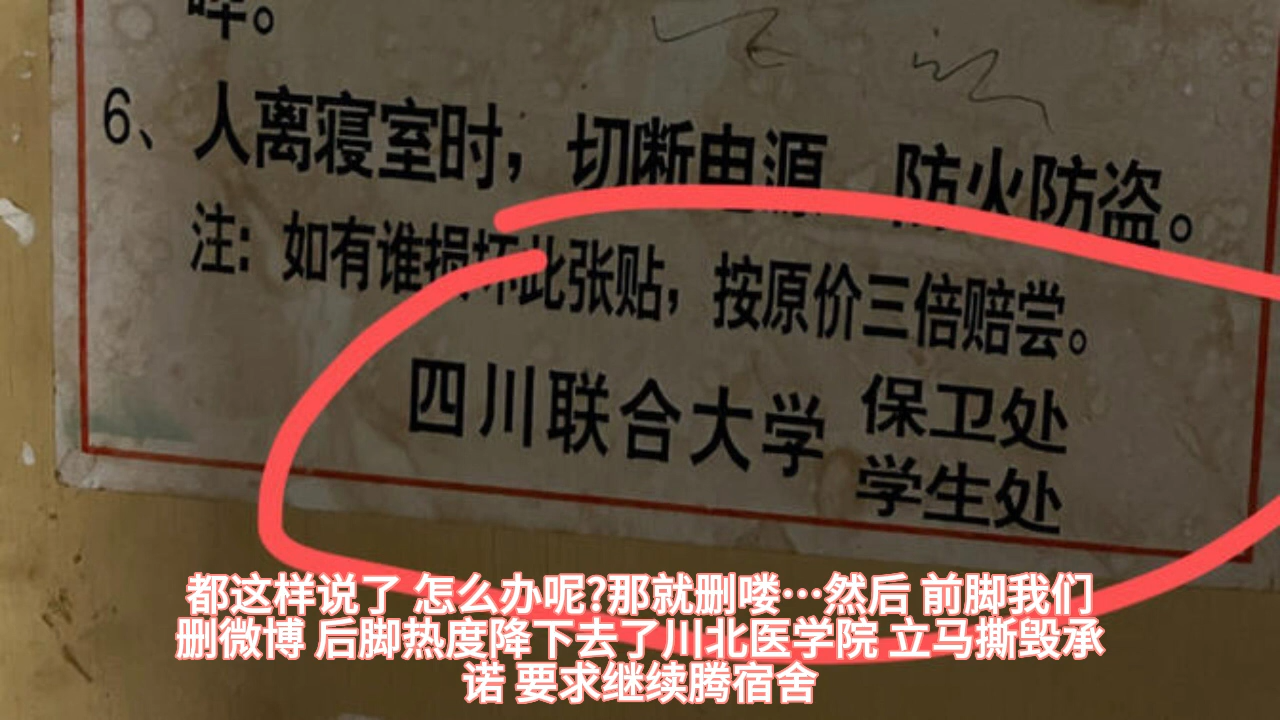 哗。
6、人离寝室时，切断电源，防火防盗。
注：如有谁损坏此张贴，按原价三倍赔尝。
四川联合大学 保卫处
学生处
都这样说了 怎么办呢?那就删喽…然后 前脚我们
删微博 后脚热度降下去了川北医学院 立马撕毁承
诺 要求继续腾宿舍